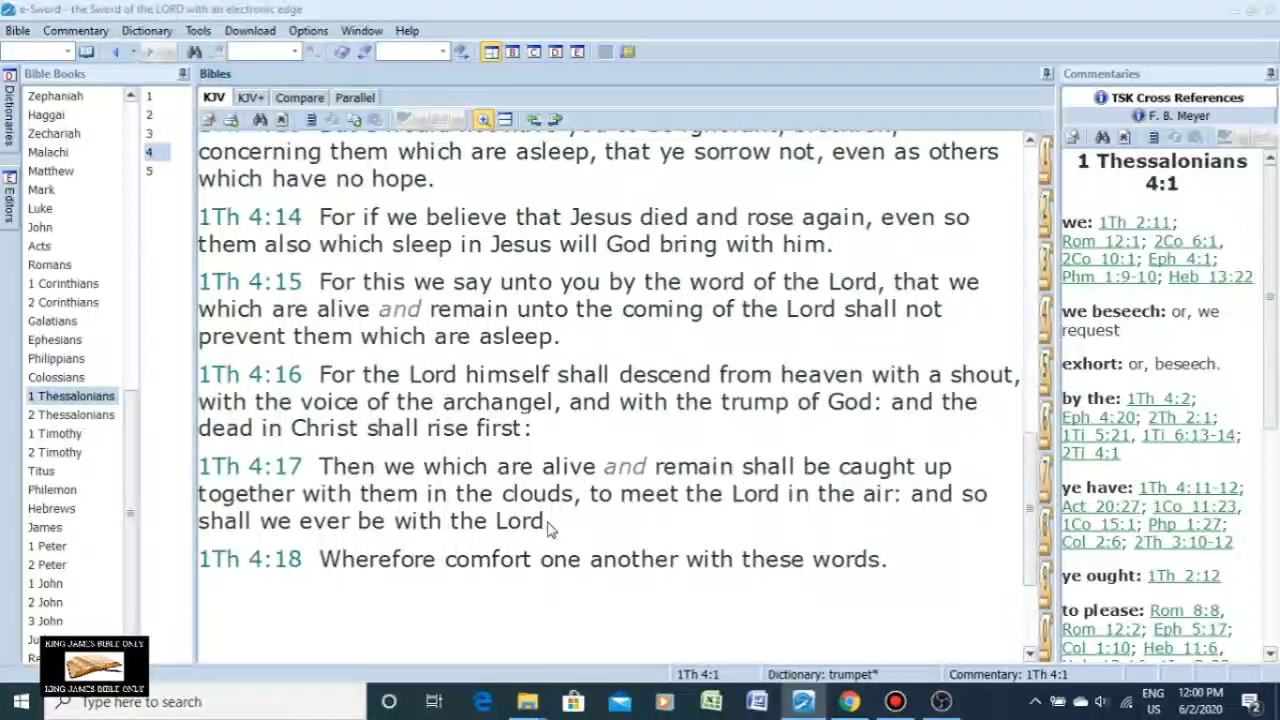 e-Sword - the Sword of the LORD with an electronic edge
Bible Commentary Dictionary Tools Download Options Window Help
B C D E
Dictionaries
Editors
Bible Books
Zephaniah
Haggai
Zechariah
Malachi
Matthew
Mark
Luke
John
Acts
Romans
1 Corinthians
2 Corinthians
Galatians
Ephesians
Philippians
Colossians
1 Thessalonians
2 Thessalonians
1 Timothy
2 Timothy
Titus
Philemon
Hebrews
James
1 Peter
2 Peter
1 John
2 John
3 John
1
2
3
4
5
Bibles
KJV KJV+ Compare Parallel
concerning them which are asleep, that ye sorrow not, even as others
which have no hope.
1Th 4:14 For if we believe that Jesus died and rose again, even so
them also which sleep in Jesus will God bring with him.
1Th 4:15 For this we say unto you by the word of the Lord, that we
which are alive and remain unto the coming of the Lord shall not
prevent them which are asleep.
1Th 4:16 For the Lord himself shall descend from heaven with a shout,
with the voice of the archangel, and with the trump of God: and the
dead in Christ shall rise first:
1Th 4:17 Then we which are alive and remain shall be caught up
together with them in the clouds, to meet the Lord in the air: and so
shall we ever be with the Lord.
1Th 4:18 Wherefore comfort one another with these words.
Commentaries
TSK Cross References
F. B. Meyer
1 Thessalonians
4:1
we: 1Th 2:11;
Rom 12:1; 2Co 6:1,
2Co 10:1; Eph 4:1;
Phm 1:9-10; Heb 13:22
we beseech: or, we
request
exhort: or, beseech.
by the: 1Th 4:2;
Eph 4:20; 2Th 2:1;
1Ti 5:21, 1Ti 6:13-14;
2Ti 4:1
ye have: 1Th 4:11-12;
Act 20:27; 1Co 11:23,
1Co 15:1; Php 1:27;
Col 2:6; 2Th 3:10-12
ye ought: 1Th 2:12
to please: Rom 8:8,
Rom 12:2; Eph 5:17;
Col 1:10; Heb 11:6,
KING JAMES BIBLE ONLY
KING JAMES BIBLE ONLY
1Th 4:1 Dictionary: trumpet* Commentary: 1Th 4:1
Type here to search
ENG
US
12:00 PM
6/2/2020
2